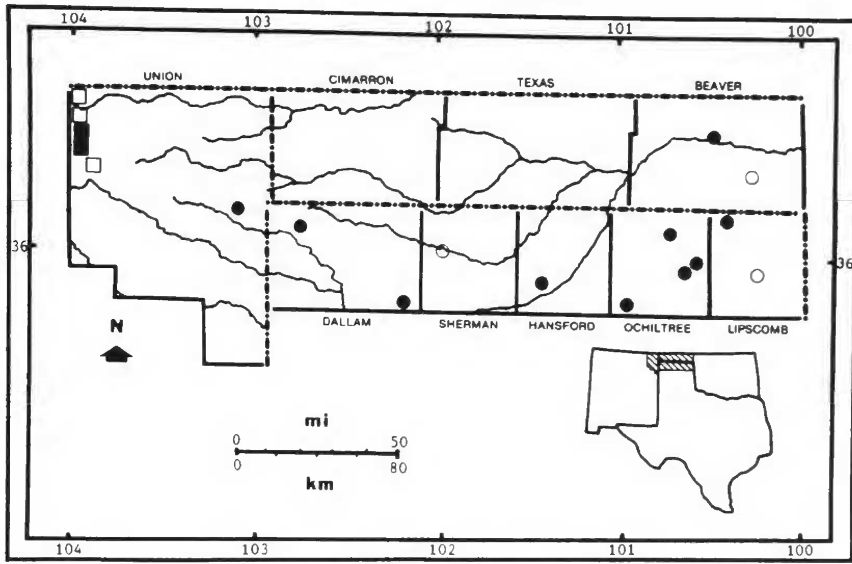 104 103 102 101 100
UNION CIMARRON TEXAS BEAVER
36 36
DALLAM SHERMAN HANSFORD OCHILTREE LIPSCOMB
N
mi
0 50
0 80
km
104 103 102 101 100